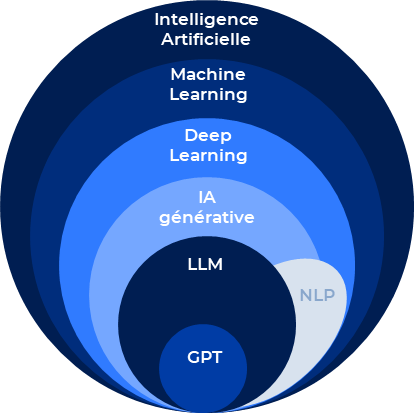 Intelligence
Artificielle
Machine
Learning
Deep
Learning
IA
générative
LLM
NLP
GPT